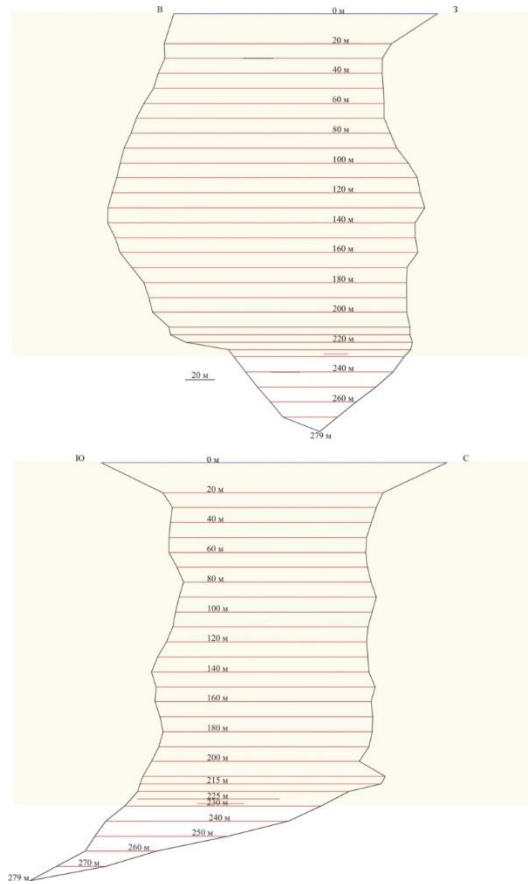 В 0 м З
20 м
40 м
60 м
80 м
100 м
120 м
140 м
160 м
180 м
200 м
220 м
240 м
20 м
260 м
279 м
Ю 0 м С
20 м
40 м
60 м
80 м
100 м
120 м
140 м
160 м
180 м
200 м
215 м
225 м
230 м
240 м
250 м
260 м
270 м
279 м